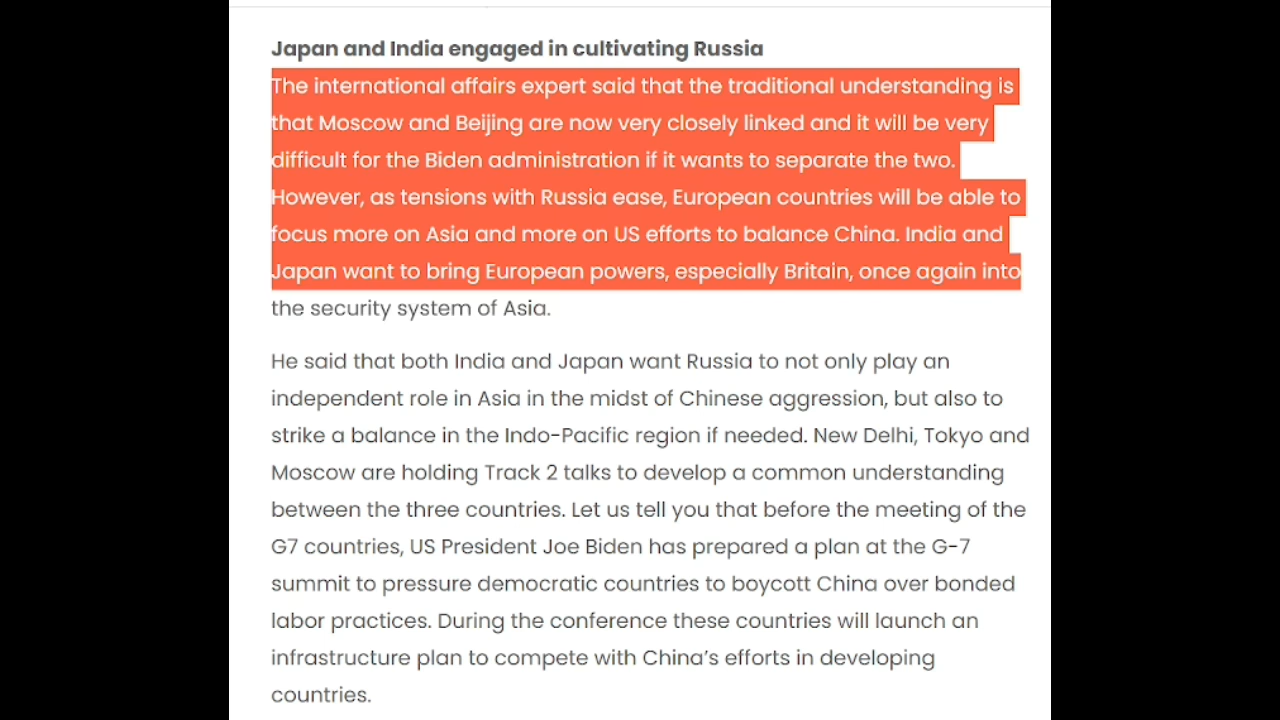 Japan and India engaged in cultivating Russia
The international affairs expert said that the traditional understanding is
that Moscow and Beijing are now very closely linked and it will be very
difficult for the Biden administration if it wants to separate the two.
However, as tensions with Russia ease, European countries will be able to
focus more on Asia and more on US efforts to balance China. India and
Japan want to bring European powers, especially Britain, once again into
the security system of Asia.
He said that both India and Japan want Russia to not only play an
independent role in Asia in the midst of Chinese aggression, but also to
strike a balance in the Indo-Pacific region if needed. New Delhi, Tokyo and
Moscow are holding Track 2 talks to develop a common understanding
between the three countries. Let us tell you that before the meeting of the
G7 countries, US President Joe Biden has prepared a plan at the G-7
summit to pressure democratic countries to boycott China over bonded
labor practices. During the conference these countries will launch an
infrastructure plan to compete with China's efforts in developing
countries.